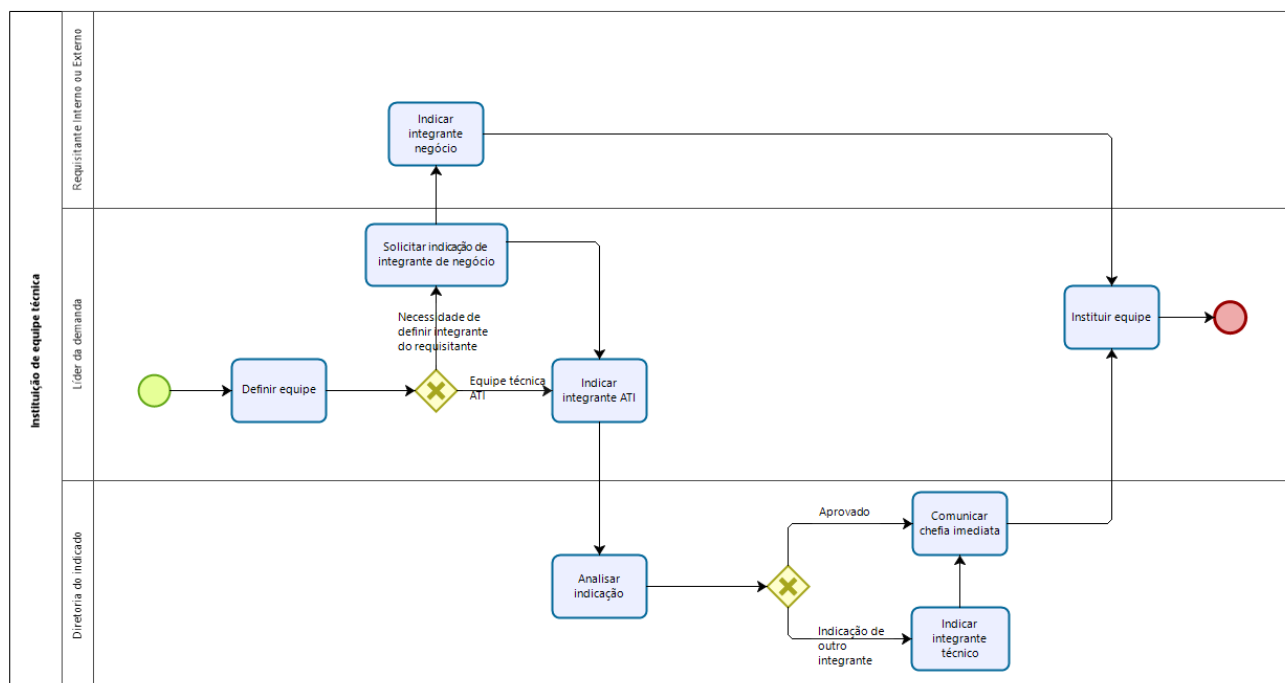 Instituição de equipe técnica
Requisitante Interno ou Externo
Indicar
integrante
negócio
Líder da demanda
Solicitar indicação de
integrante de negócio
Necessidade de
definir integrante
do requisitante
Definir equipe
Equipe técnica
ATI
Indicar
integrante ATI
Instituir equipe
Diretoria do indicado
Analisar
indicação
Aprovado
Comunicar
chefia imediata
Indicação de
outro
integrante
Indicar
integrante
técnico